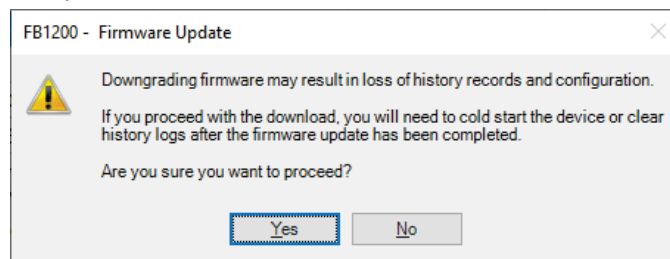 FB1200 - Firmware Update
Downgrading firmware may result in loss of history records and configuration.
If you proceed with the download, you will need to cold start the device or clear
history logs after the firmware update has been completed.
Are you sure you want to proceed?
Yes
No